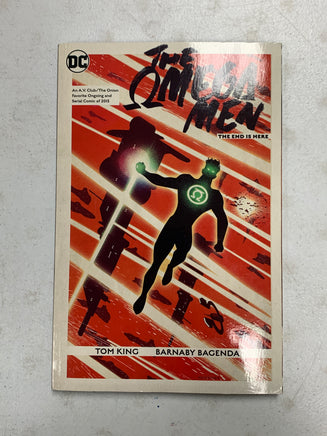 DC
An A.V. Club/The Onion
Favorite Ongoing and
Serial Comic of 2015
THE
ΩMEGA
MEN
THE END IS HERE
Ω
TOM KING BARNABY BAGENDA